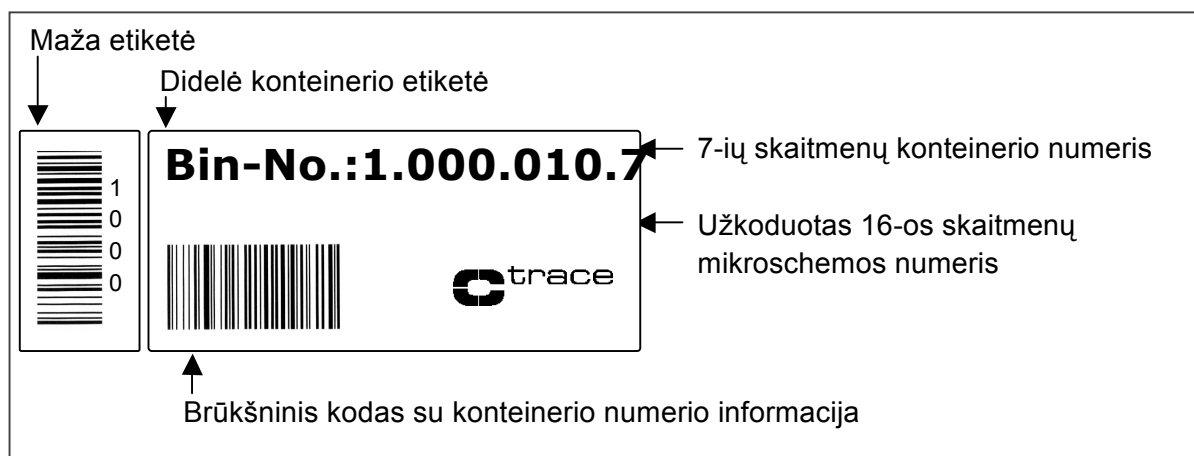 Maža etiketė
Didelė konteinerio etiketė
Bin-No.:1.000.010.7
7-ių skaitmenų konteinerio numeris
1
0
0
0
Užkoduotas 16-os skaitmenų
mikroschemos numeris
trace
Brūkšninis kodas su konteinerio numerio informacija